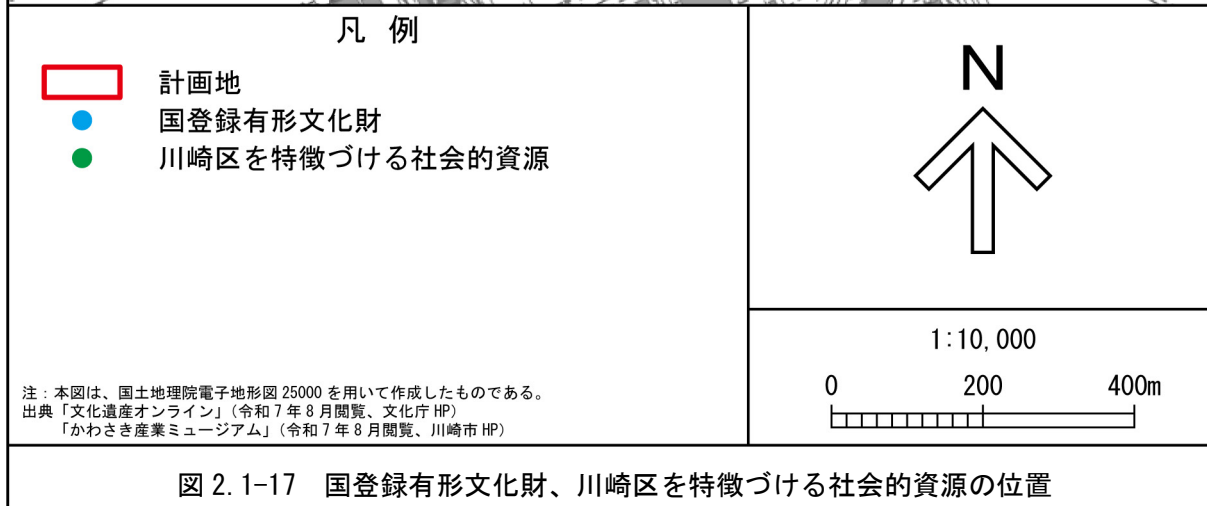 凡 例
計画地
国登録有形文化財
川崎区を特徴づける社会的資源
注：本図は、国土地理院電子地形図 25000 を用いて作成したものである。
出典「文化遺産オンライン」（令和 7 年 8 月閲覧、文化庁 HP）
「かわさき産業ミュージアム」（令和 7 年 8 月閲覧、川崎市 HP）
N
1:10,000
0 200 400m
図 2.1-17 国登録有形文化財、川崎区を特徴づける社会的資源の位置